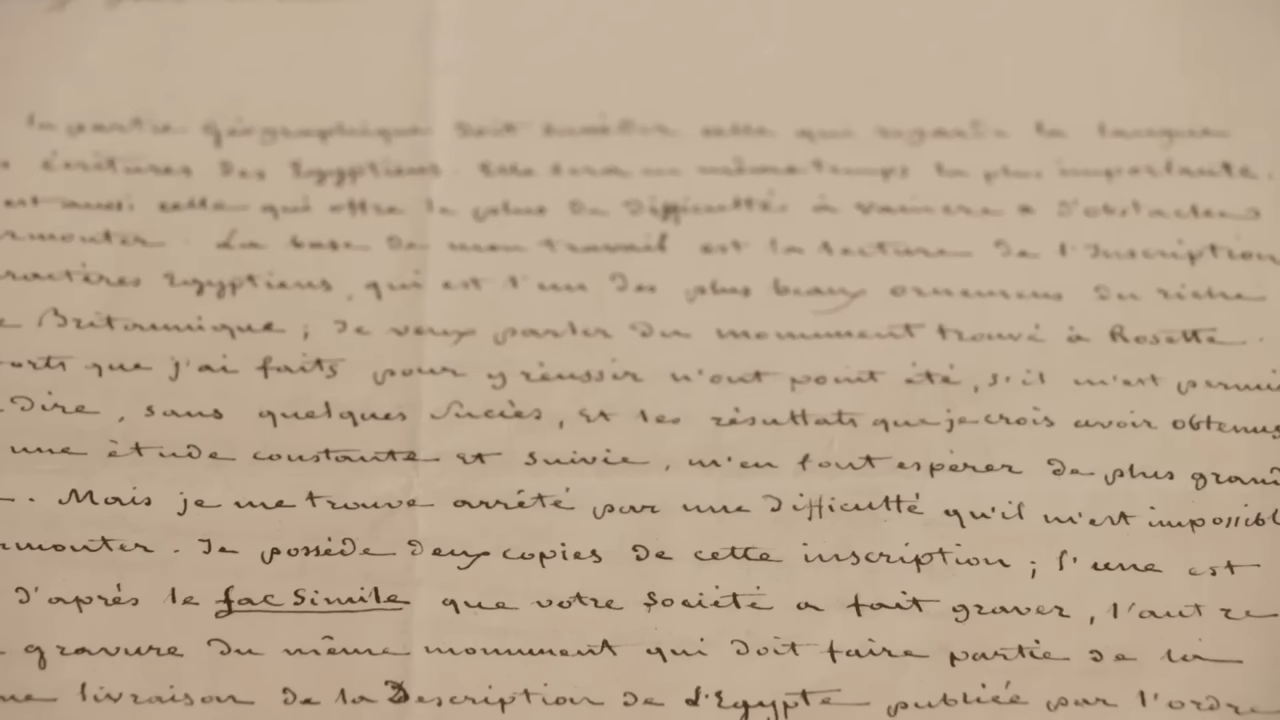 la partie géographique doit succéder celle qui regarde la langue
écritures des Egyptiens. Elle sera en même temps la plus importante.
est aussi celle qui offre le plus de difficultés à vaincre & d'obstacles
rmonter. La base de mon travail est la lecture de l'Inscription
ractères Egyptiens, qui est l'un des plus beaux ornemens du riche
e Britannique ; Je veux parler du monument trouvé à Rosette.
forts que j'ai faits pour y réussir n'ont point été, s'il m'est permi
Dire, sans quelques Succès, Et les résultats que je crois avoir obtenus
une ètude constante Et suivie, m'en font espérer de plus grand
. Mais je me trouve arrété par une Difficulté qu'il m'est impossibl
rmonter. Je possède deux copies de cette inscription ; l'une est
d'après le fac Simile que votre Société a fait graver, l'autre
gravure du même monument qui doit faire partie de la
me livraison de la Description de L'Egypte publiée par l'ordre